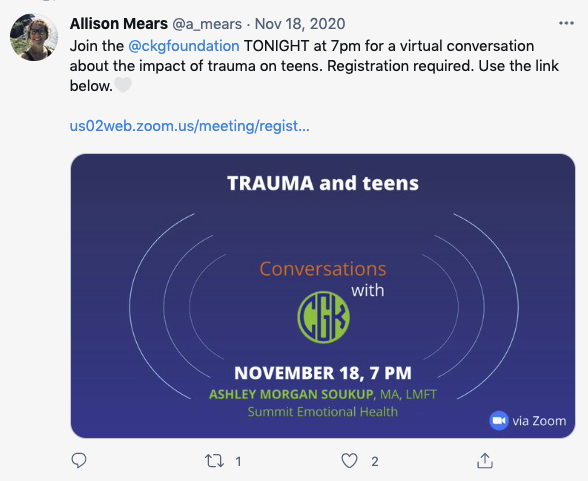 Allison Mears @a_mears · Nov 18, 2020
Join the @ckgfoundation TONIGHT at 7pm for a virtual conversation
about the impact of trauma on teens. Registration required. Use the link
below.🤍
us02web.zoom.us/meeting/regist...
TRAUMA and teens
Conversations
with
CGK
NOVEMBER 18, 7 PM
ASHLEY MORGAN SOUKUP, MA, LMFT
Summit Emotional Health
via Zoom
1
2